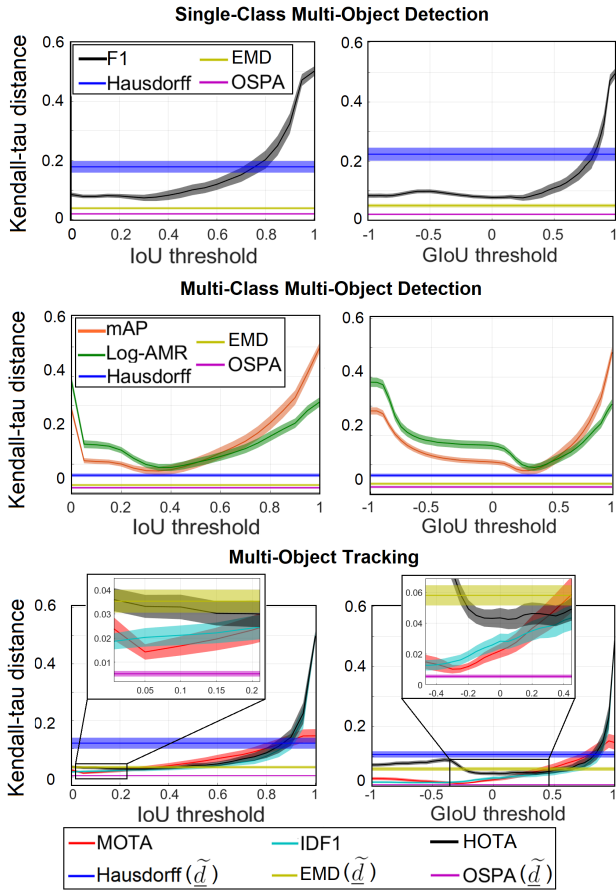 Single-Class Multi-Object Detection
Kendall-tau distance
0.6
0.4
0.2
0
F1
EMD
Hausdorff
OSPA
0 0.2 0.4 0.6 0.8 1
-1 -0.5 0 0.5 1
IoU threshold
GIoU threshold
Multi-Class Multi-Object Detection
Kendall-tau distance
0.6
0.4
0.2
0
mAP
EMD
Log-AMR
OSPA
Hausdorff
0.6
0.4
0.2
0
0 0.2 0.4 0.6 0.8 1
-1 -0.5 0 0.5 1
IoU threshold
GIoU threshold
Multi-Object Tracking
Kendall-tau distance
0.6
0.4
0.2
0
0.04
0.03
0.02
0.01
0.05 0.1 0.15 0.2
0.6
0.4
0.2
0
0.06
0.04
0.02
0
-0.4 -0.2 0 0.2 0.4
0 0.2 0.4 0.6 0.8 1
-1 -0.5 0 0.5 1
IoU threshold
GIoU threshold
MOTA IDF1 HOTA
Hausdorff (d̲̃) EMD (d̲̃) OSPA (d̲̃)